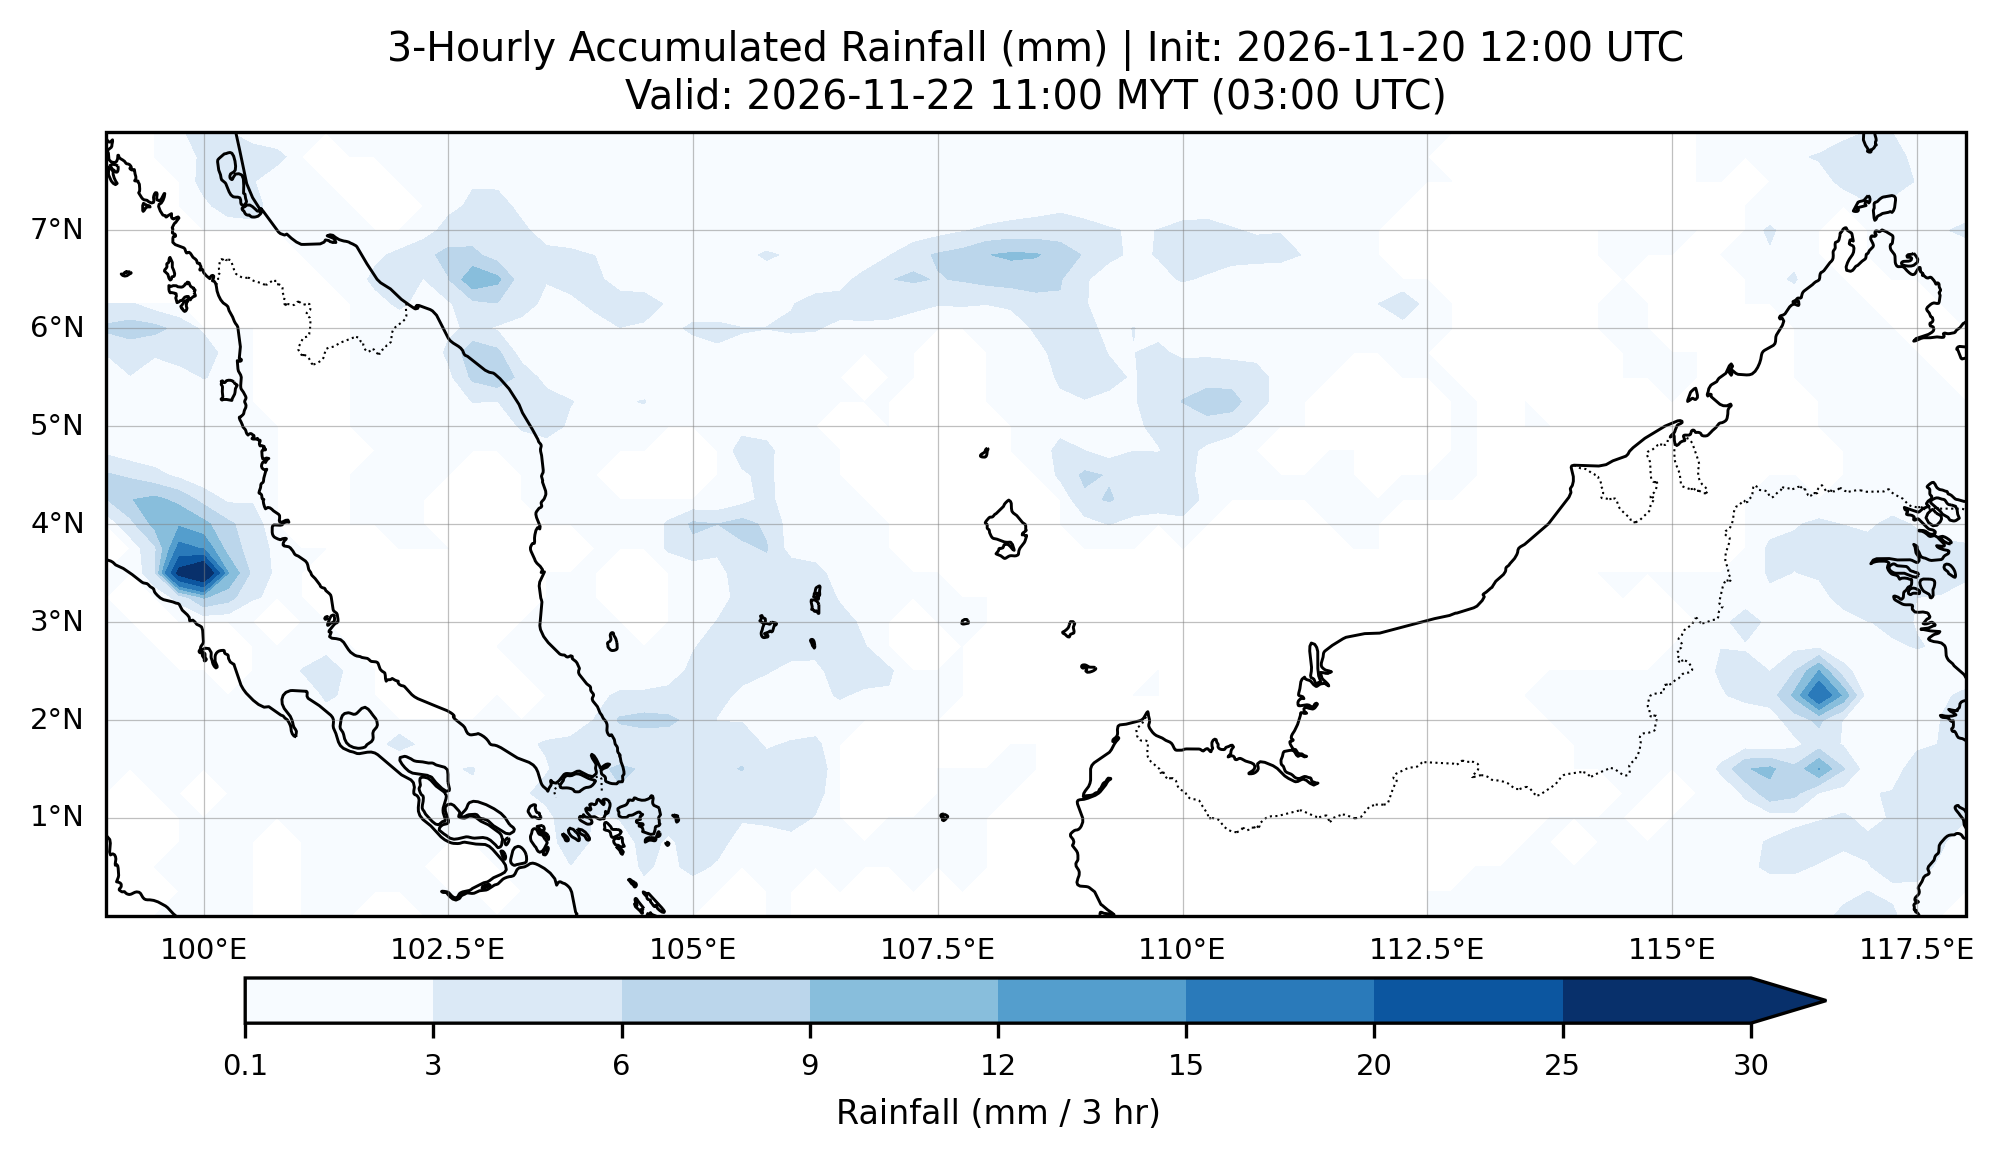 3-Hourly Accumulated Rainfall (mm) | Init: 2026-11-20 12:00 UTC
Valid: 2026-11-22 11:00 MYT (03:00 UTC)
7°N
6°N
5°N
4°N
3°N
2°N
1°N
100°E 102.5°E 105°E 107.5°E 110°E 112.5°E 115°E 117.5°E
0.1 3 6 9 12 15 20 25 30
Rainfall (mm / 3 hr)